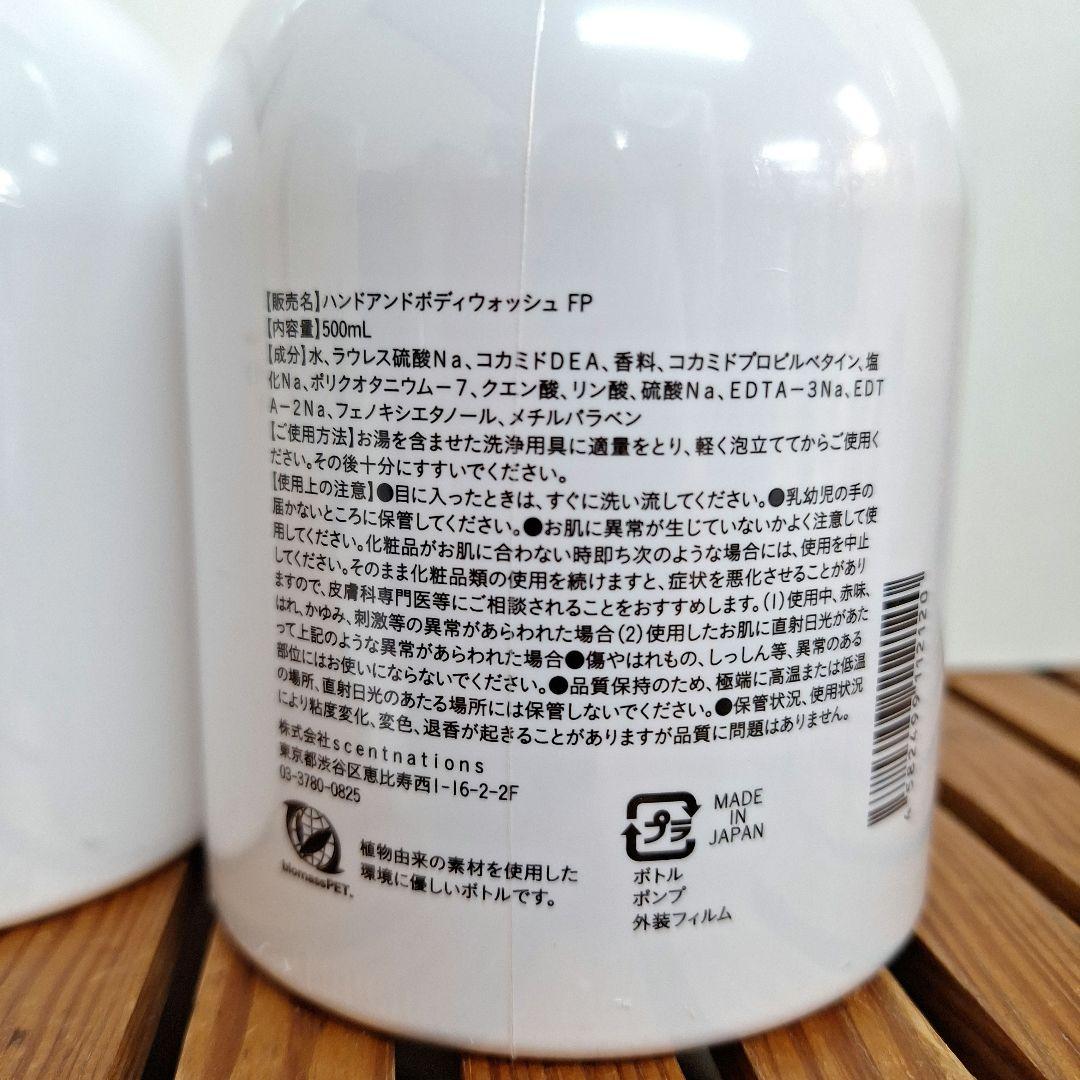 【販売名】ハンドアンドボディウォッシュ FP
【内容量】500mL
【成分】水、ラウレス硫酸Na、コカミドDEA、香料、コカミドプロピルベタイン、塩
化Na、ポリクオタニウムー7、クエン酸、リン酸、硫酸Na、EDTAー3Na、EDT
Aー2Na、フェノキシエタノール、メチルパラベン
【ご使用方法】お湯を含ませた洗浄用具に適量をとり、軽く泡立ててからご使用く
ださい。その後十分にすすいでください。
【使用上の注意】●目に入ったときは、すぐに洗い流してください。●乳幼児の手の
届かないところに保管してください。●お肌に異常が生じていないかよく注意して使
用してください。化粧品がお肌に合わない時即ち次のような場合には、使用を中止
してください。そのまま化粧品類の使用を続けますと、症状を悪化させることがあり
ますので、皮膚科専門医等にご相談されることをおすすめします。(1)使用中、赤味、
はれ、かゆみ、刺激等の異常があらわれた場合(2)使用したお肌に直射日光があた
って上記のような異常があらわれた場合●傷やはれもの、しっしん等、異常のある
部位にはお使いにならないでください。●品質保持のため、極端に高温または低温
の場所、直射日光のあたる場所には保管しないでください。●保管状況、使用状況
により粘度変化、変色、退香が起きることがありますが品質に問題はありません。
株式会社scentnations
東京都渋谷区恵比寿西1-16-2-2F
03-3780-0825
biomassPET™
植物由来の素材を使用した
環境に優しいボトルです。
プラ
ボトル
ポンプ
外装フィルム
MADE
IN
JAPAN